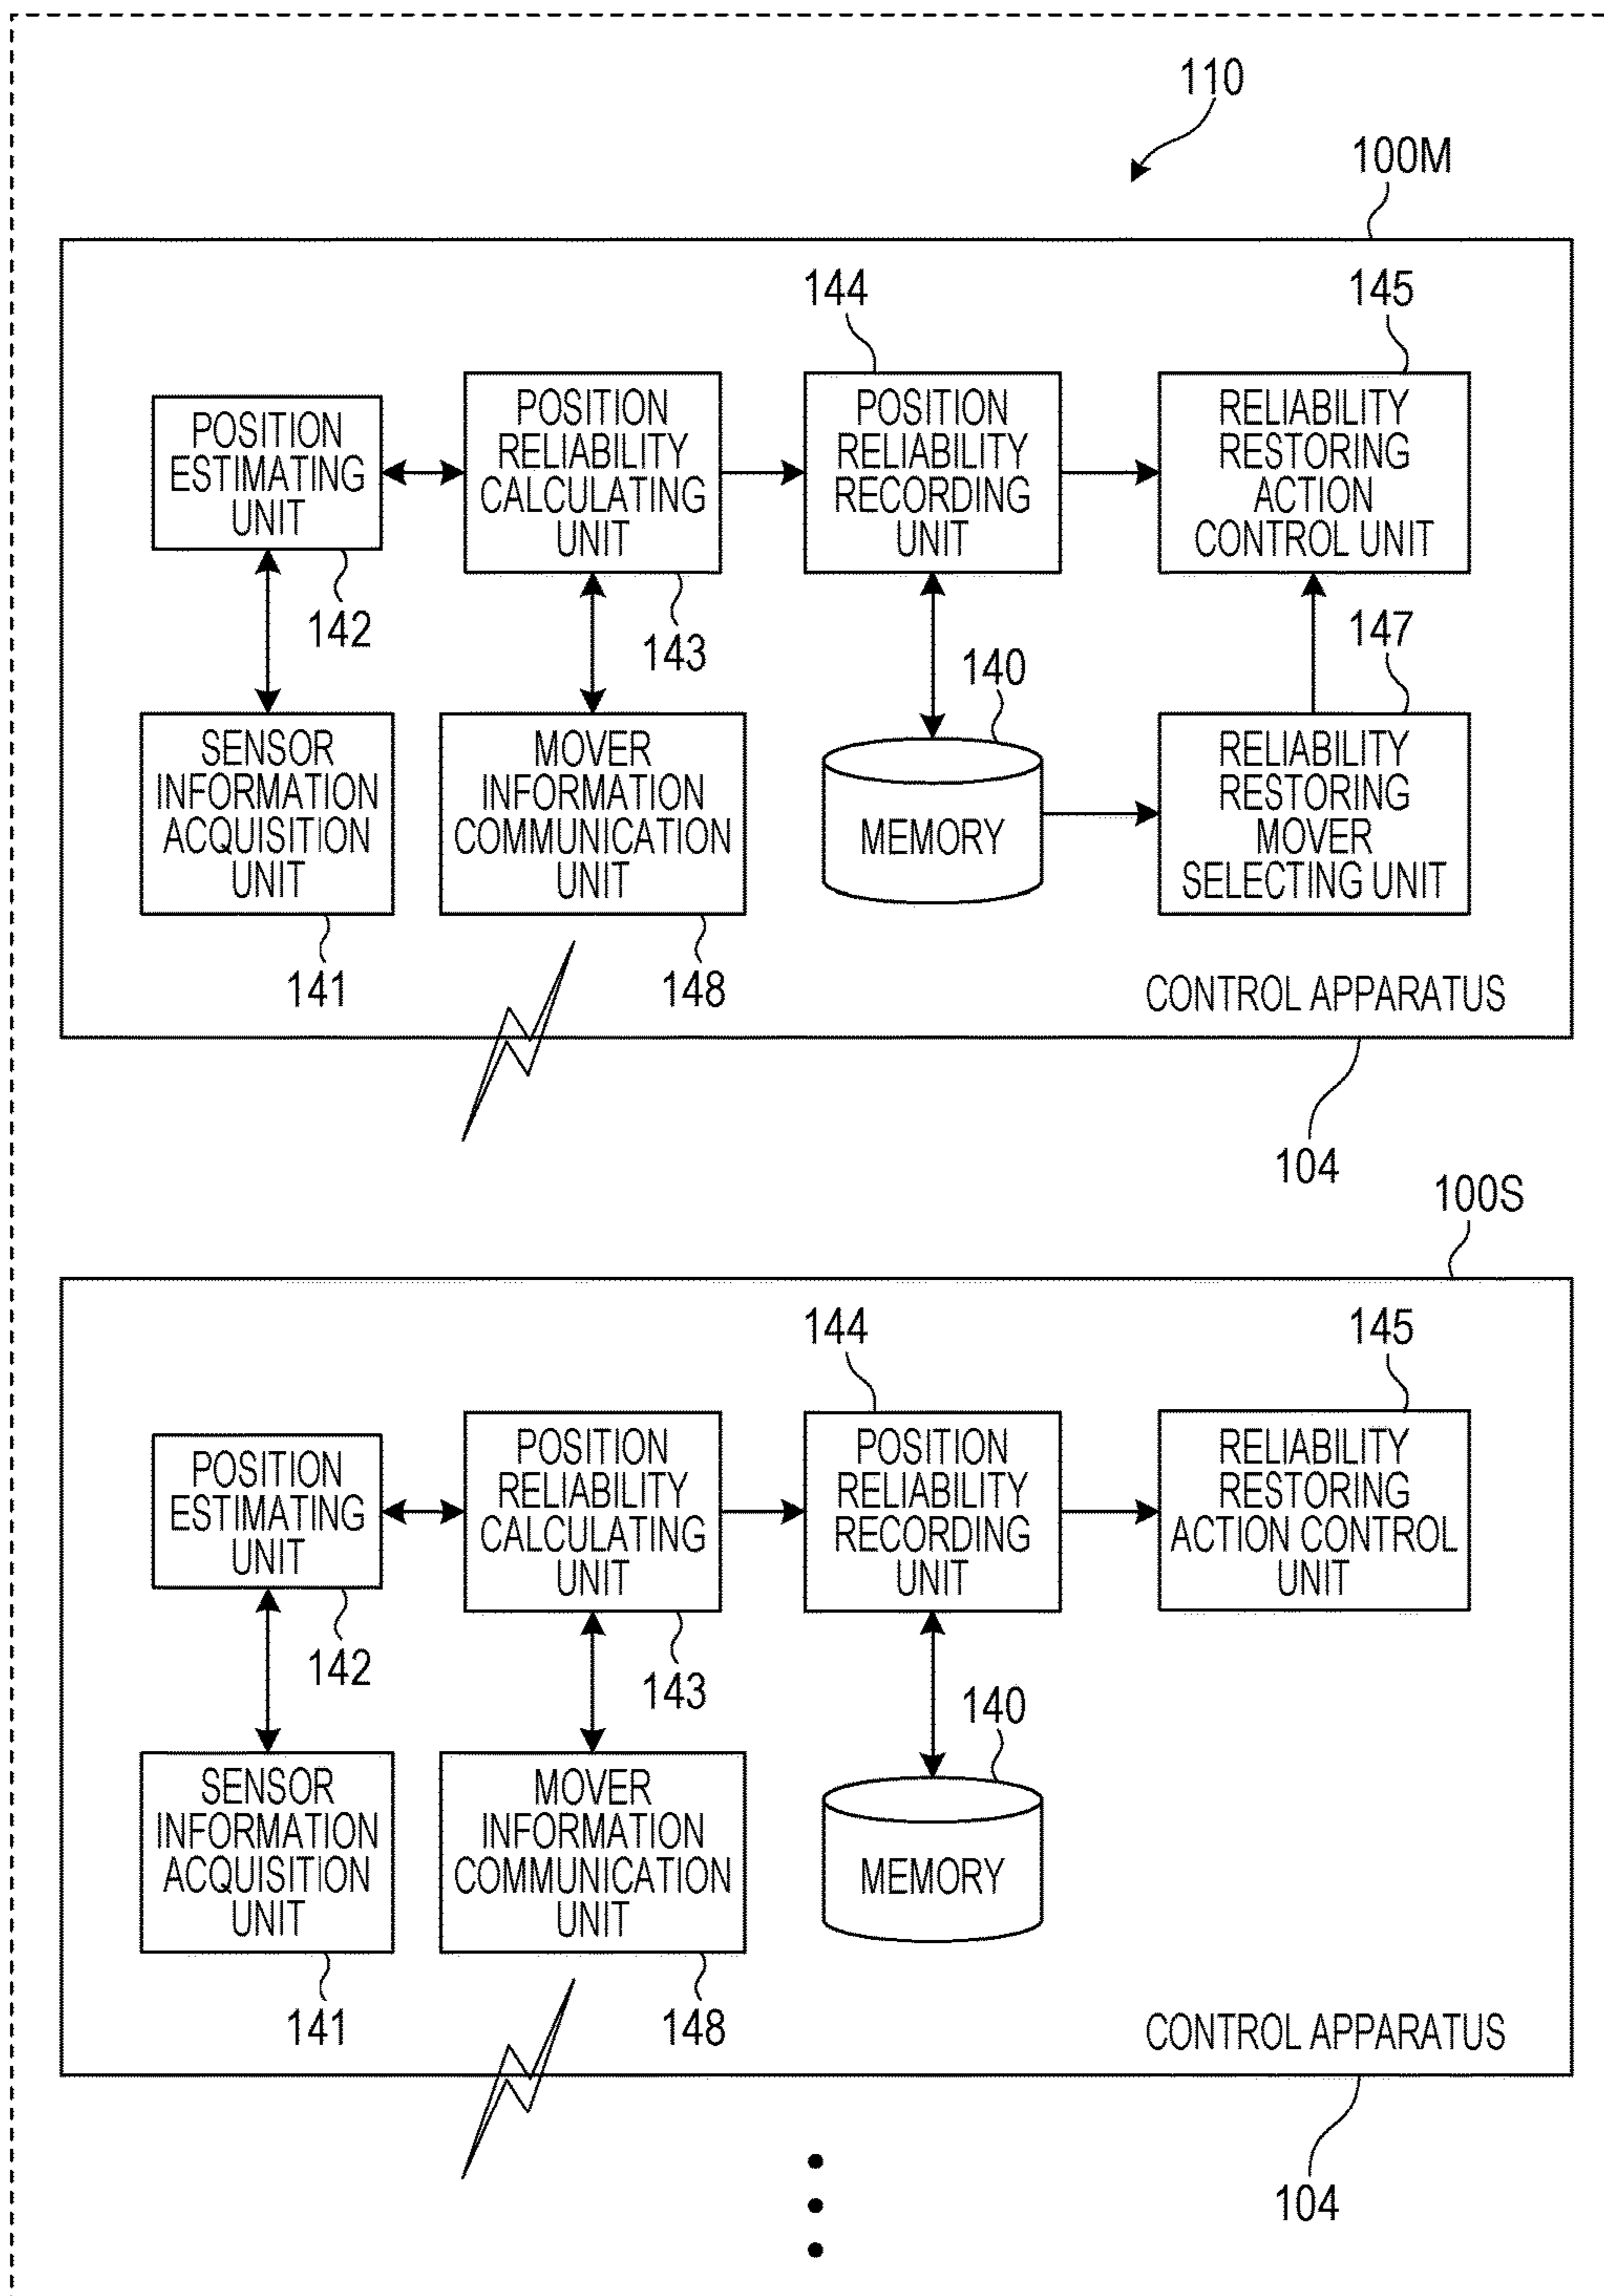 110
100M
144
145
POSITION
ESTIMATING
UNIT
POSITION
RELIABILITY
CALCULATING
UNIT
POSITION
RELIABILITY
RECORDING
UNIT
RELIABILITY
RESTORING
ACTION
CONTROL UNIT
142
143
140
147
SENSOR
INFORMATION
ACQUISITION
UNIT
MOVER
INFORMATION
COMMUNICATION
UNIT
MEMORY
RELIABILITY
RESTORING
MOVER
SELECTING UNIT
141
148
CONTROL APPARATUS
104
100S
144
145
POSITION
ESTIMATING
UNIT
POSITION
RELIABILITY
CALCULATING
UNIT
POSITION
RELIABILITY
RECORDING
UNIT
RELIABILITY
RESTORING
ACTION CONTROL
UNIT
142
143
140
SENSOR
INFORMATION
ACQUISITION
UNIT
MOVER
INFORMATION
COMMUNICATION
UNIT
MEMORY
141
148
CONTROL APPARATUS
104